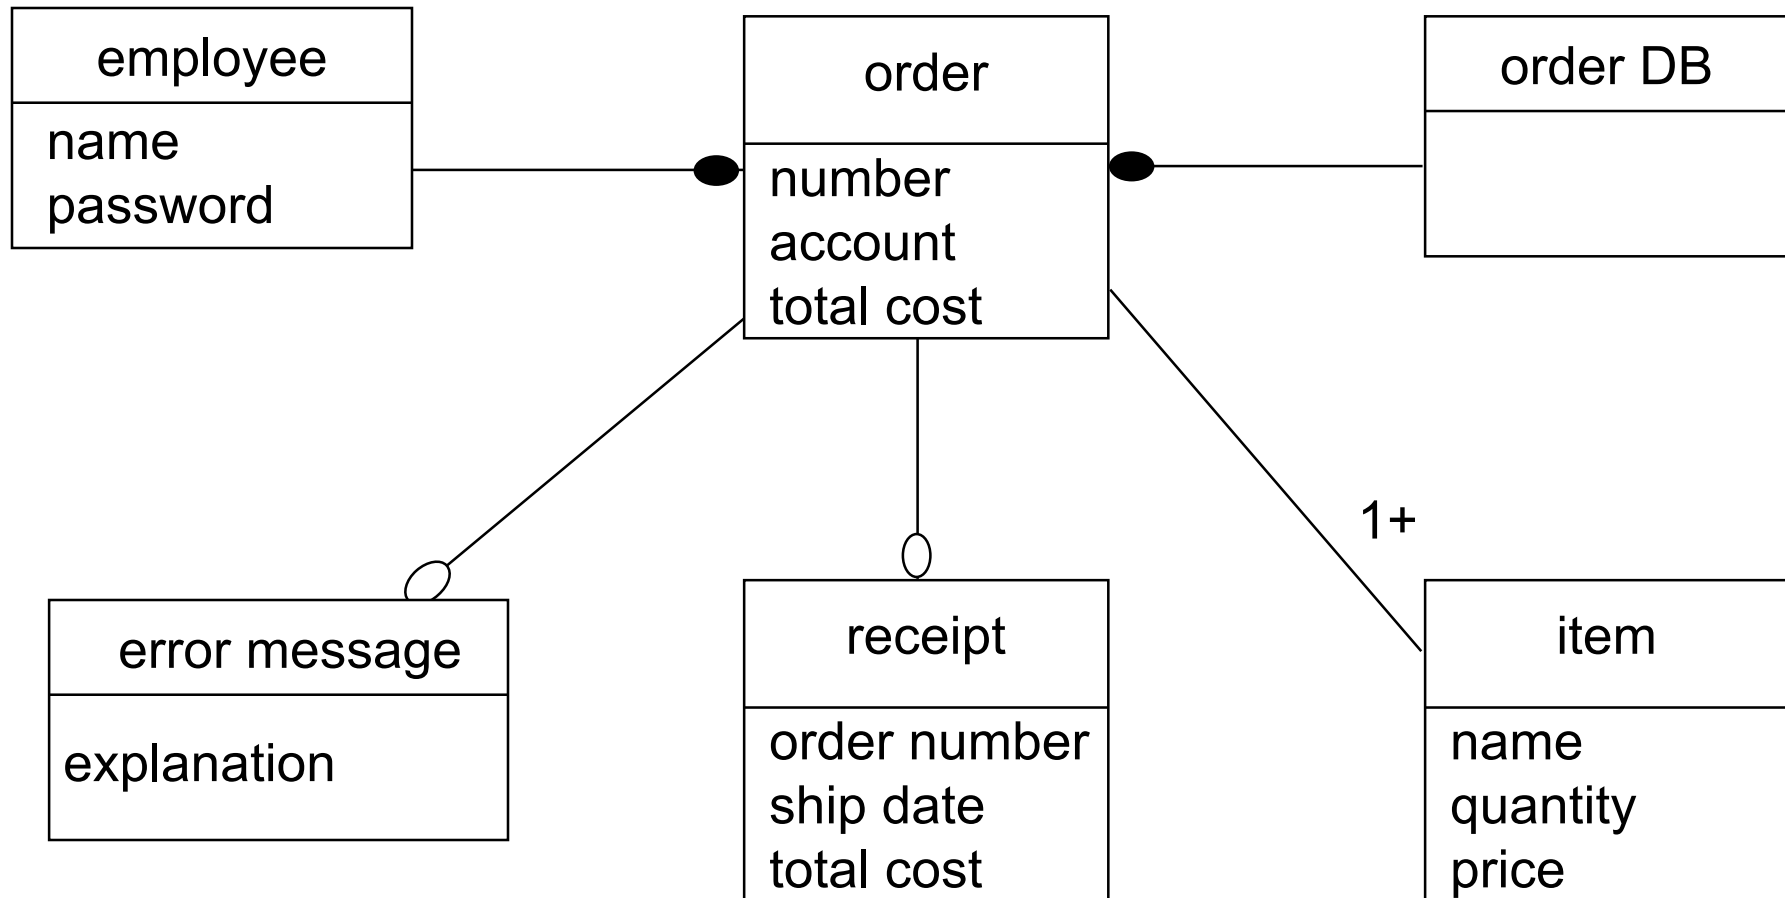 employee
name
password
order
number
account
total cost
order DB
1+
error message
explanation
receipt
order number
ship date
total cost
item
name
quantity
price